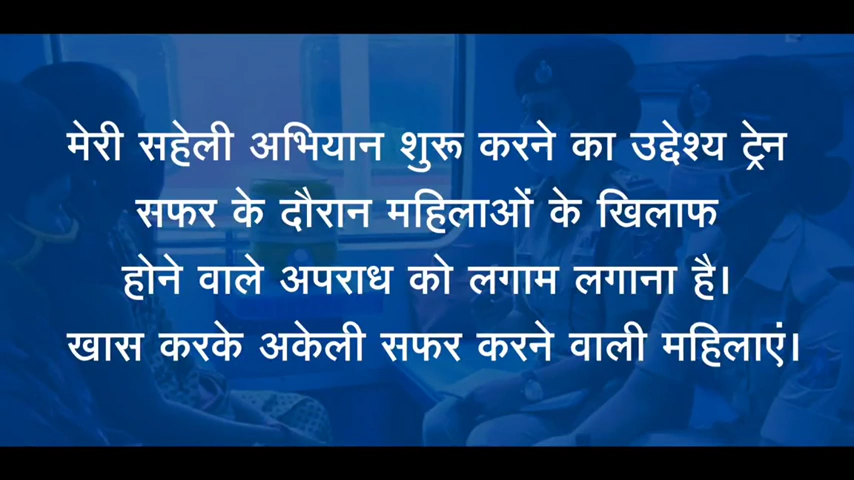 मेरी सहेली अभियान शुरू करने का उद्देश्य ट्रेन
सफर के दौरान महिलाओं के खिलाफ
होने वाले अपराध को लगाम लगाना है।
खास करके अकेली सफर करने वाली महिलाएं।